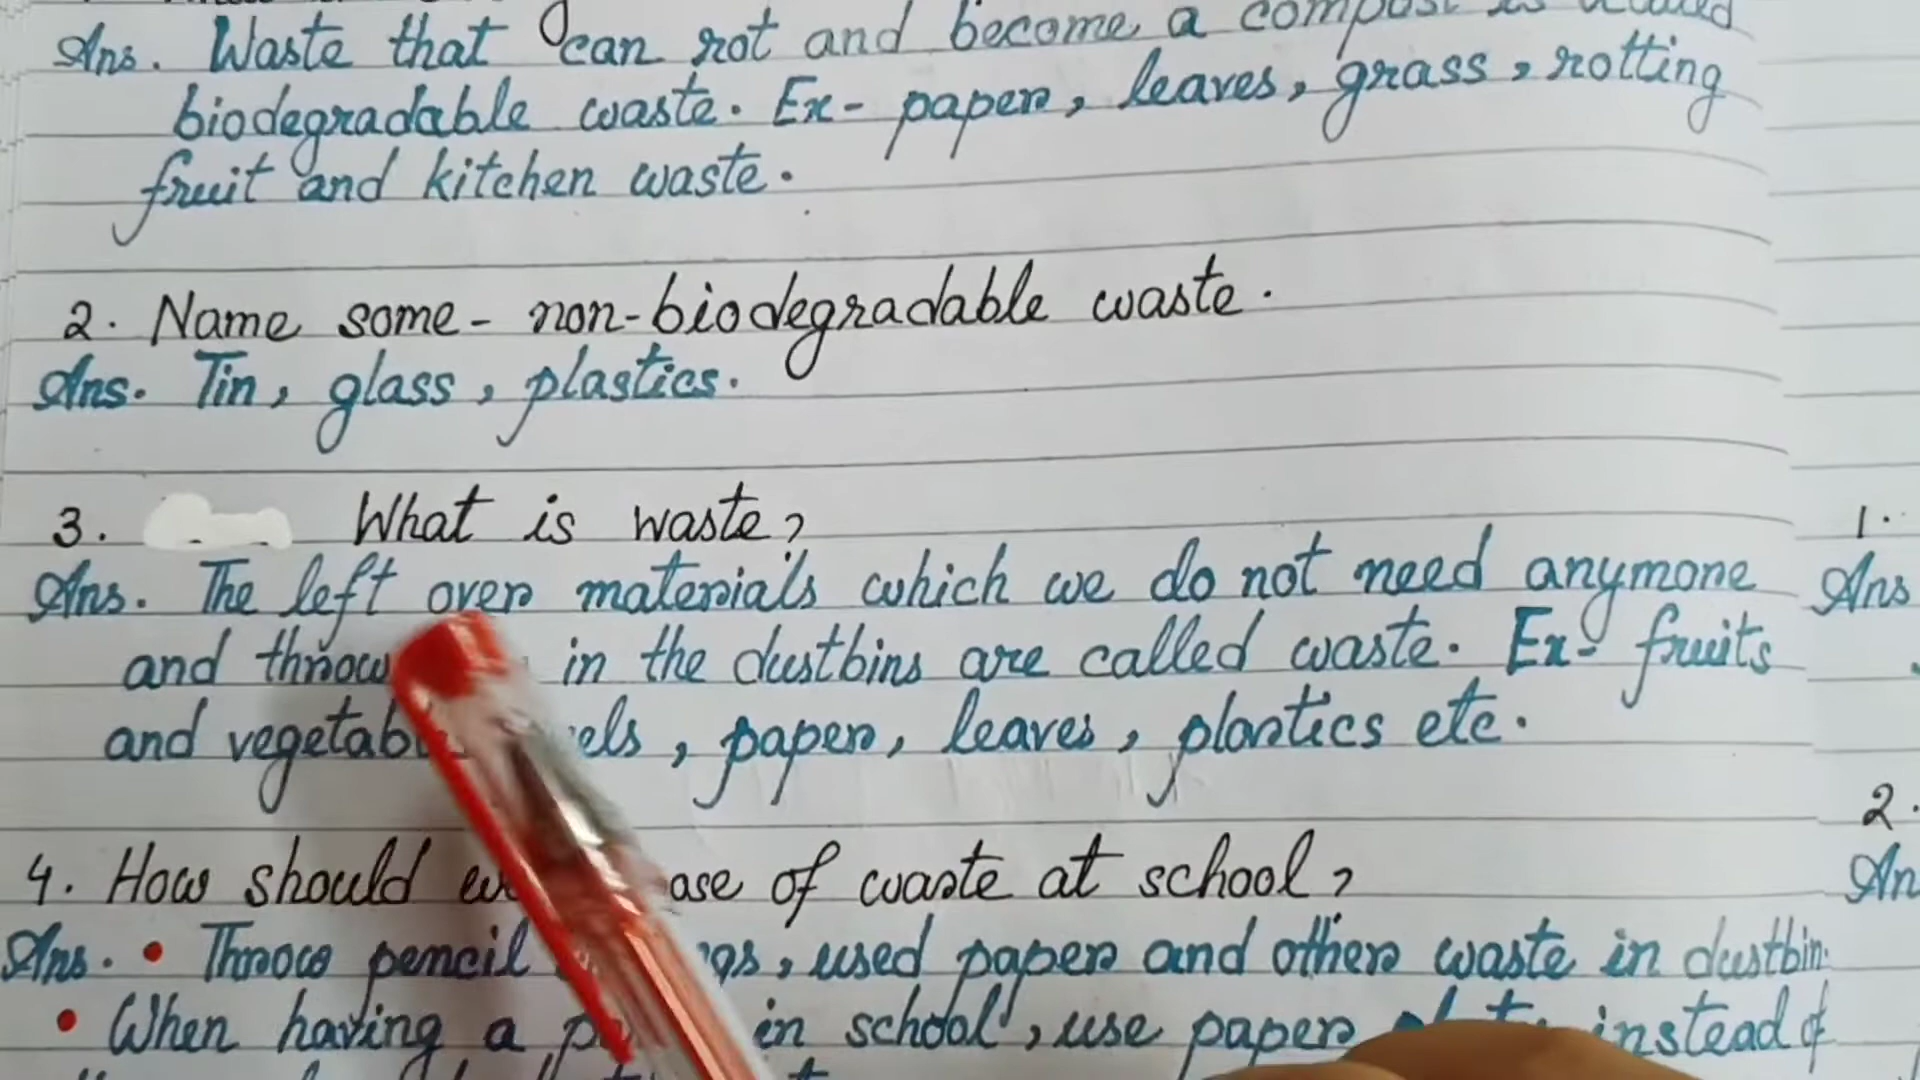 Ans. Waste that can rot and become a compost is
biodegradable waste. Ex- paper, leaves, grass, rotting
fruit and kitchen waste.
2. Name some- non-biodegradable waste.
Ans. Tin, glass, plastics.
3. What is waste?
Ans. The left over materials which we do not need anymore
and throw in the dustbins are called waste. Ex- fruits
and paper, leaves, plastics etc.
4. How should of waste at school?
Ans. • Throw pencil , used paper and other waste in dustbin.
• When having a in school, use paper instead of
1.
Ans
2.
An